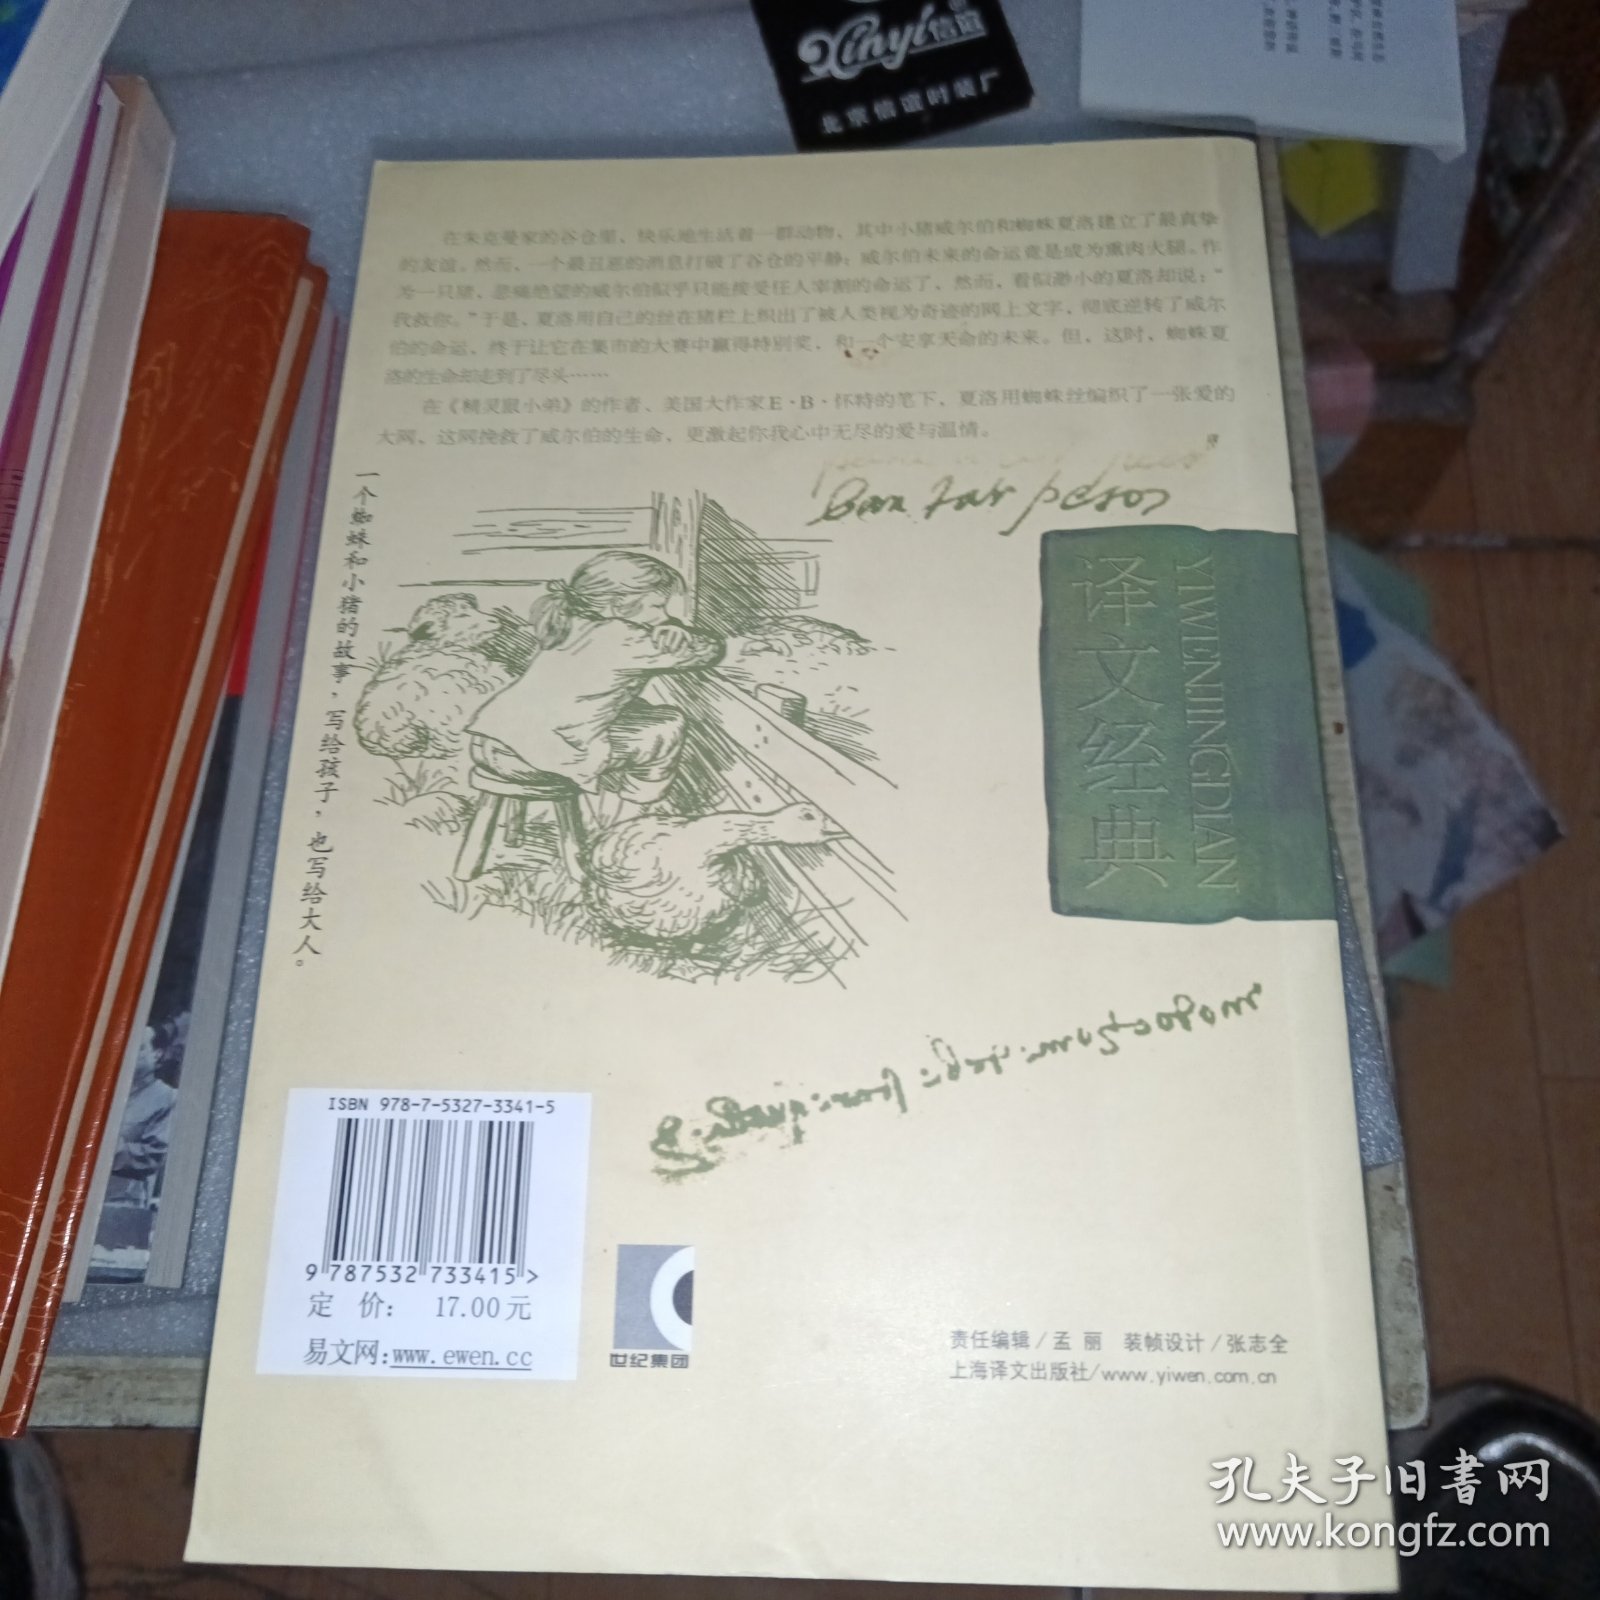 Xinyi信谊
北京信谊时装厂
在朱克曼家的谷仓里，快乐地生活着一群动物，其中小猪威尔伯和蜘蛛夏洛建立了最真挚
的友谊。然而，一个最丑恶的消息打破了谷仓的平静：威尔伯未来的命运竟是成为熏肉火腿。作
为一只猪，悲痛绝望的威尔伯似乎只能接受任人宰割的命运了，然而，看似渺小的夏洛却说：“
我救你。”于是，夏洛用自己的丝在猪栏上织出了被人类视为奇迹的网上文字，彻底逆转了威尔
伯的命运，终于让它在集市的大赛中赢得特别奖，和一个安享天命的未来。但，这时，蜘蛛夏
洛的生命却走到了尽头……
在《精灵鼠小弟》的作者、美国大作家E·B·怀特的笔下，夏洛用蜘蛛丝编织了一张爱的
大网，这网挽救了威尔伯的生命，更激起你我心中无尽的爱与温情。
一个蜘蛛和小猪的故事，写给孩子，也写给大人。
译文经典
YIWENJINGDIAN
ISBN 978-7-5327-3341-5
9 787532 733415 >
定 价： 17.00元
易文网：www.ewen.cc
世纪集团
责任编辑/孟 丽 装帧设计/张志全
上海译文出版社/www.yiwen.com.cn
孔夫子旧书网
www.kongfz.com